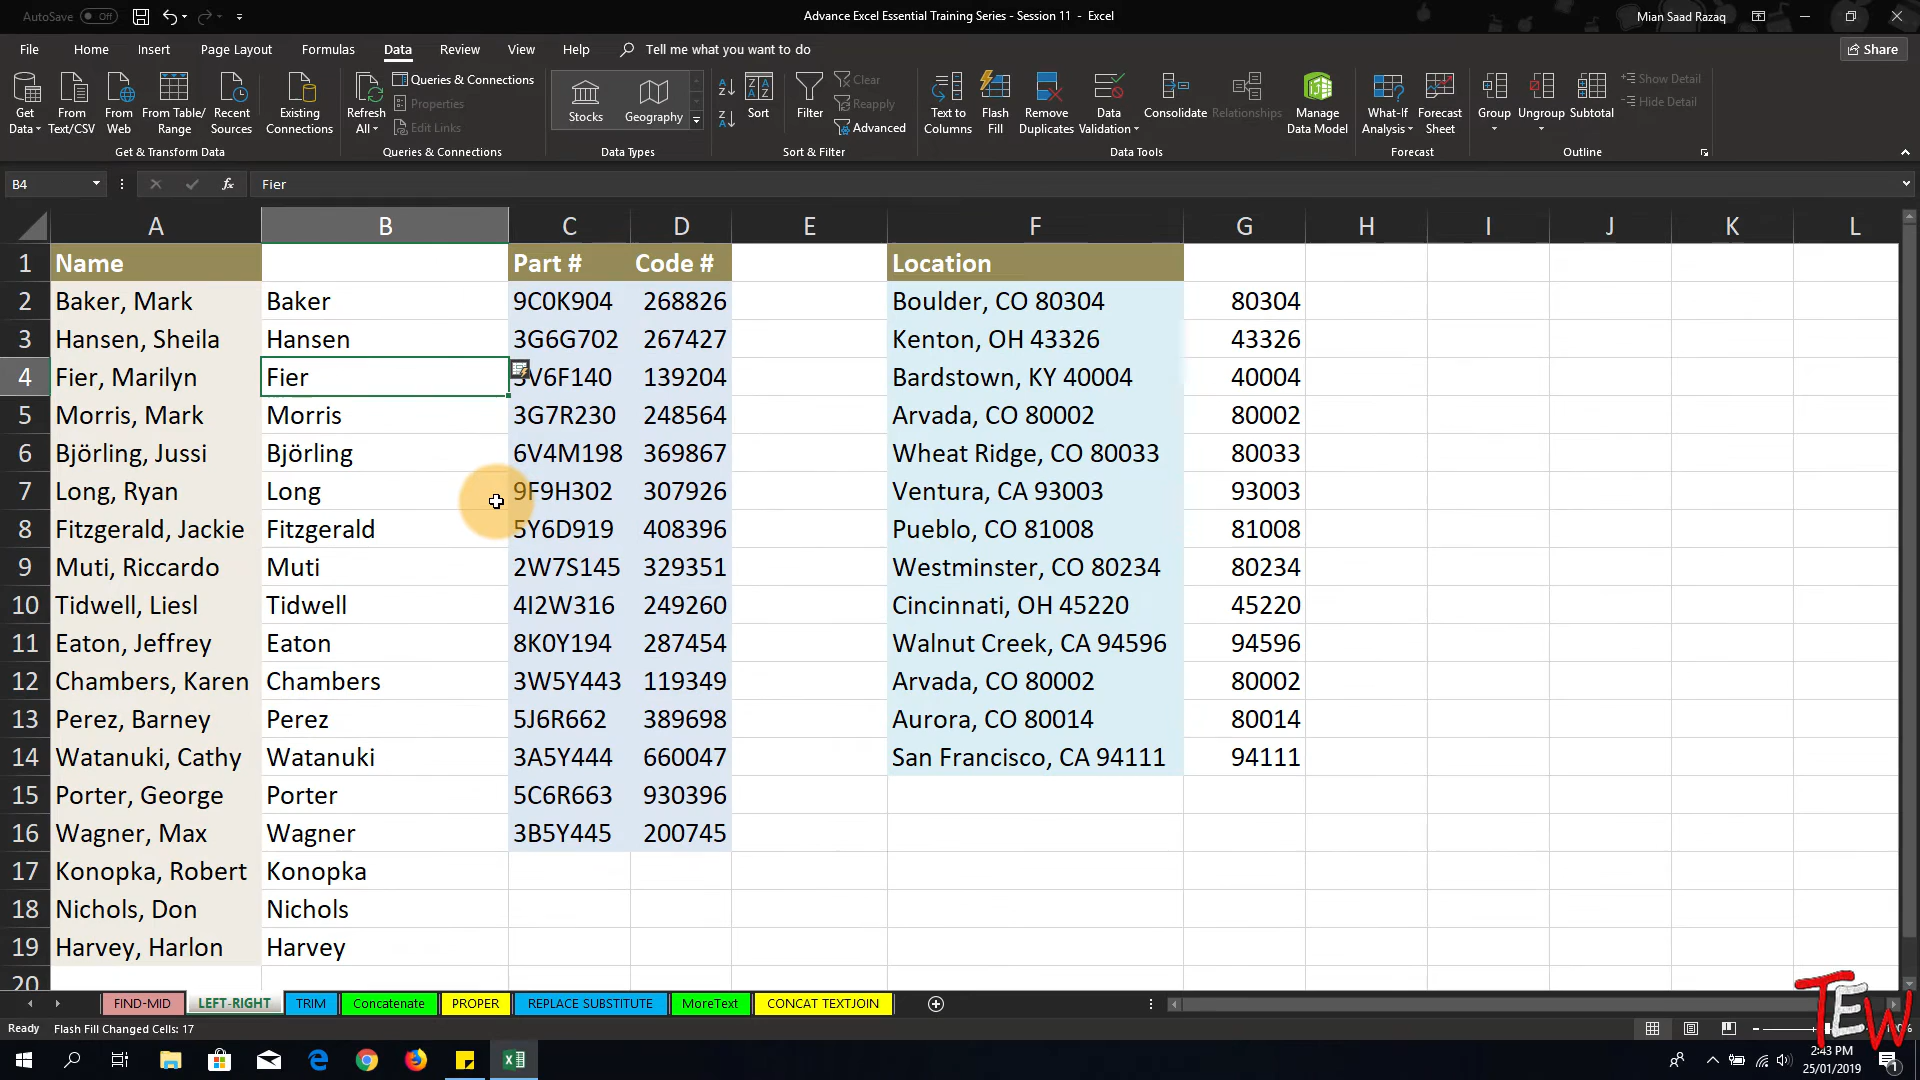 AutoSave Off
Advance Excel Essential Training Series - Session 11 - Excel
Mian Saad Razaq
File Home Insert Page Layout Formulas Data Review View Help Tell me what you want to do
Share
Get Data
From Text/CSV
From Web
From Table/ Range
Recent Sources
Existing Connections
Get & Transform Data
Refresh All
Queries & Connections
Properties
Edit Links
Queries & Connections
Stocks
Geography
Data Types
Sort
Filter
Clear
Reapply
Advanced
Sort & Filter
Text to Columns
Flash Fill
Remove Duplicates
Data Validation
Consolidate
Relationships
Manage Data Model
Data Tools
What-If Analysis
Forecast Sheet
Forecast
Group
Ungroup
Subtotal
Show Detail
Hide Detail
Outline
B4 fx Fier
A B C D E F G H I J K L
1 Name Part # Code # Location
2 Baker, Mark Baker 9C0K904 268826 Boulder, CO 80304 80304
3 Hansen, Sheila Hansen 3G6G702 267427 Kenton, OH 43326 43326
4 Fier, Marilyn Fier 3V6F140 139204 Bardstown, KY 40004 40004
5 Morris, Mark Morris 3G7R230 248564 Arvada, CO 80002 80002
6 Björling, Jussi Björling 6V4M198 369867 Wheat Ridge, CO 80033 80033
7 Long, Ryan Long 9F9H302 307926 Ventura, CA 93003 93003
8 Fitzgerald, Jackie Fitzgerald 5Y6D919 408396 Pueblo, CO 81008 81008
9 Muti, Riccardo Muti 2W7S145 329351 Westminster, CO 80234 80234
10 Tidwell, Liesl Tidwell 4I2W316 249260 Cincinnati, OH 45220 45220
11 Eaton, Jeffrey Eaton 8K0Y194 287454 Walnut Creek, CA 94596 94596
12 Chambers, Karen Chambers 3W5Y443 119349 Arvada, CO 80002 80002
13 Perez, Barney Perez 5J6R662 389698 Aurora, CO 80014 80014
14 Watanuki, Cathy Watanuki 3A5Y444 660047 San Francisco, CA 94111 94111
15 Porter, George Porter 5C6R663 930396
16 Wagner, Max Wagner 3B5Y445 200745
17 Konopka, Robert Konopka
18 Nichols, Don Nichols
19 Harvey, Harlon Harvey
20
FIND-MID LEFT-RIGHT TRIM Concatenate PROPER REPLACE SUBSTITUTE MoreText CONCAT TEXTJOIN
TEW
Ready Flash Fill Changed Cells: 17
2:43 PM
25/01/2019
1